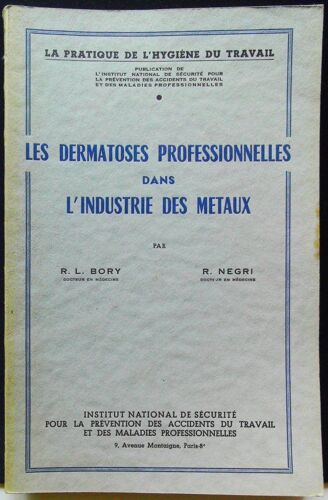 LA PRATIQUE DE L'HYGIÈNE DU TRAVAIL
PUBLICATION DE
L'INSTITUT NATIONAL DE SÉCURITÉ POUR
LA PRÉVENTION DES ACCIDENTS DU TRAVAIL
ET DES MALADIES PROFESSIONNELLES
LES DERMATOSES PROFESSIONNELLES
DANS
L'INDUSTRIE DES METAUX
PAR
R. L. BORY R. NEGRI
DOCTEUR EN MÉDECINE DOCTEUR EN MÉDECINE
INSTITUT NATIONAL DE SÉCURITÉ
POUR LA PRÉVENTION DES ACCIDENTS DU TRAVAIL
ET DES MALADIES PROFESSIONNELLES
9, Avenue Montaigne, Paris-8e